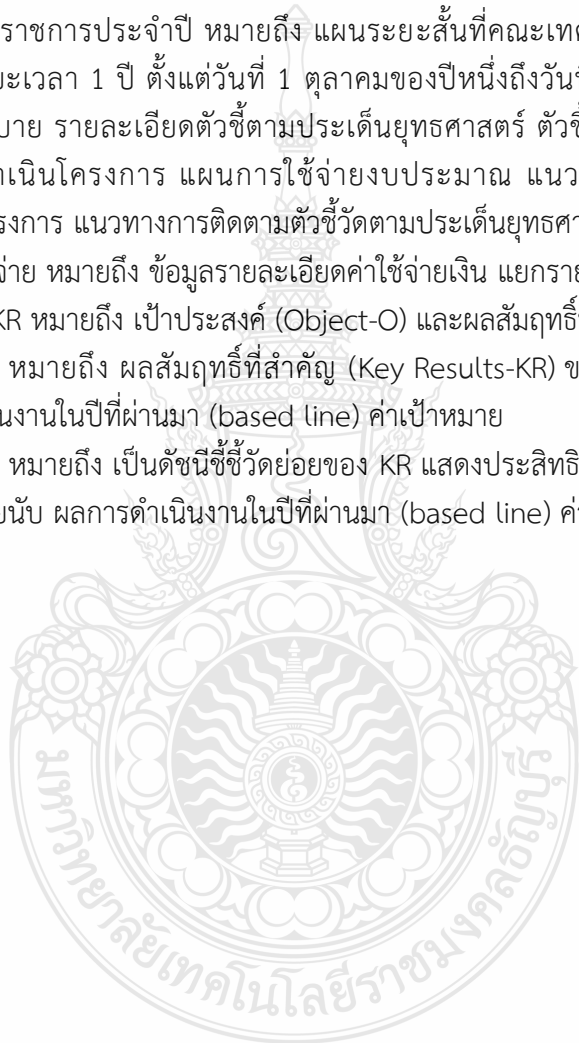 ราชการประจำปี หมายถึง แผนระยะสั้นที่คณะเทค
ยะเวลา 1 ปี ตั้งแต่วันที่ 1 ตุลาคมของปีหนึ่งถึงวัน
บาย รายละเอียดตัวชี้ตามประเด็นยุทธศาสตร์ ตัวชี้
ำเนินโครงการ แผนการใช้จ่ายงบประมาณ แนว
รงการ แนวทางการติดตามตัวชี้วัดตามประเด็นยุทธศา
จ่าย หมายถึง ข้อมูลรายละเอียดค่าใช้จ่ายเงิน แยกราย
KR หมายถึง เป้าประสงค์ (Object-O) และผลสัมฤทธิ์
หมายถึง ผลสัมฤทธิ์ที่สำคัญ (Key Results-KR) ข
นงานในปีที่ผ่านมา (based line) ค่าเป้าหมาย
หมายถึง เป็นดัชนีชี้ชี้วัดย่อยของ KR แสดงประสิทธิ
ยนับ ผลการดำเนินงานในปีที่ผ่านมา (based line) ค่
มหาวิทยาลัยเทคโนโลยีราชมงคลธัญบุรี